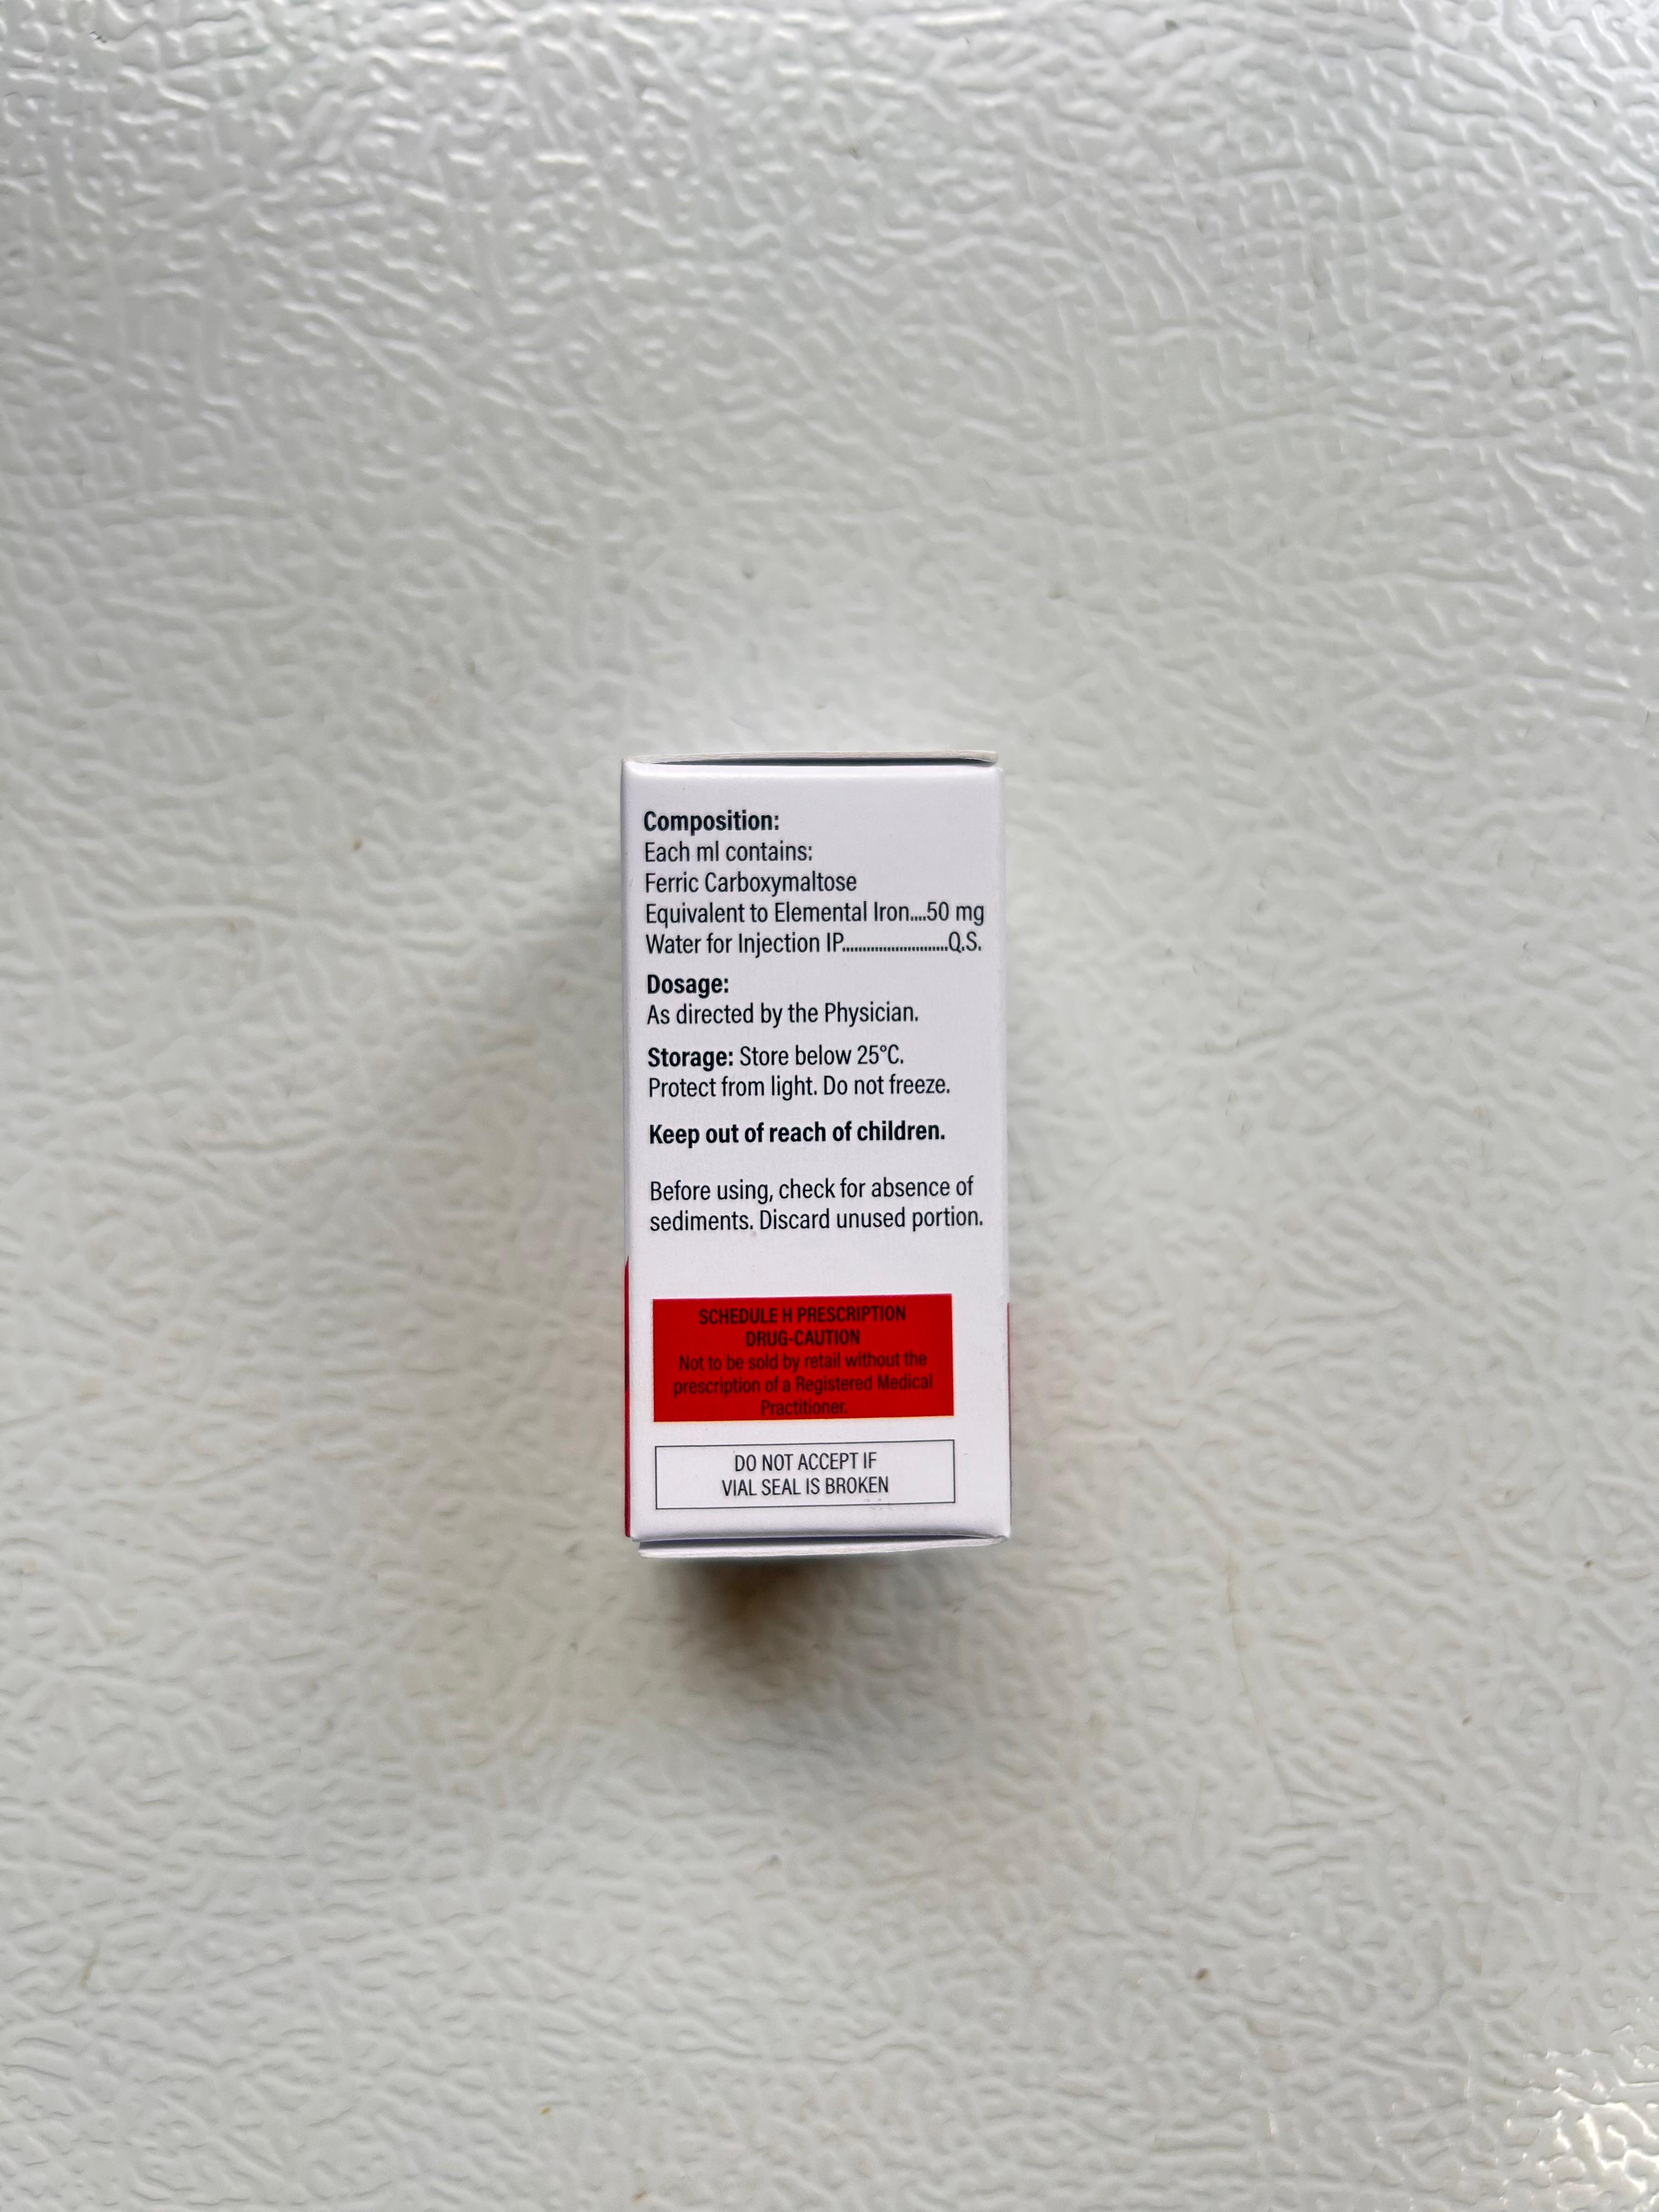 Composition:
Each ml contains:
Ferric Carboxymaltose
Equivalent to Elemental Iron....50 mg
Water for Injection IP..........................Q.S.
Dosage:
As directed by the Physician.
Storage: Store below 25°C.
Protect from light. Do not freeze.
Keep out of reach of children.
Before using, check for absence of
sediments. Discard unused portion.
SCHEDULE H PRESCRIPTION
DRUG-CAUTION
Not to be sold by retail without the
prescription of a Registered Medical
Practitioner.
DO NOT ACCEPT IF
VIAL SEAL IS BROKEN